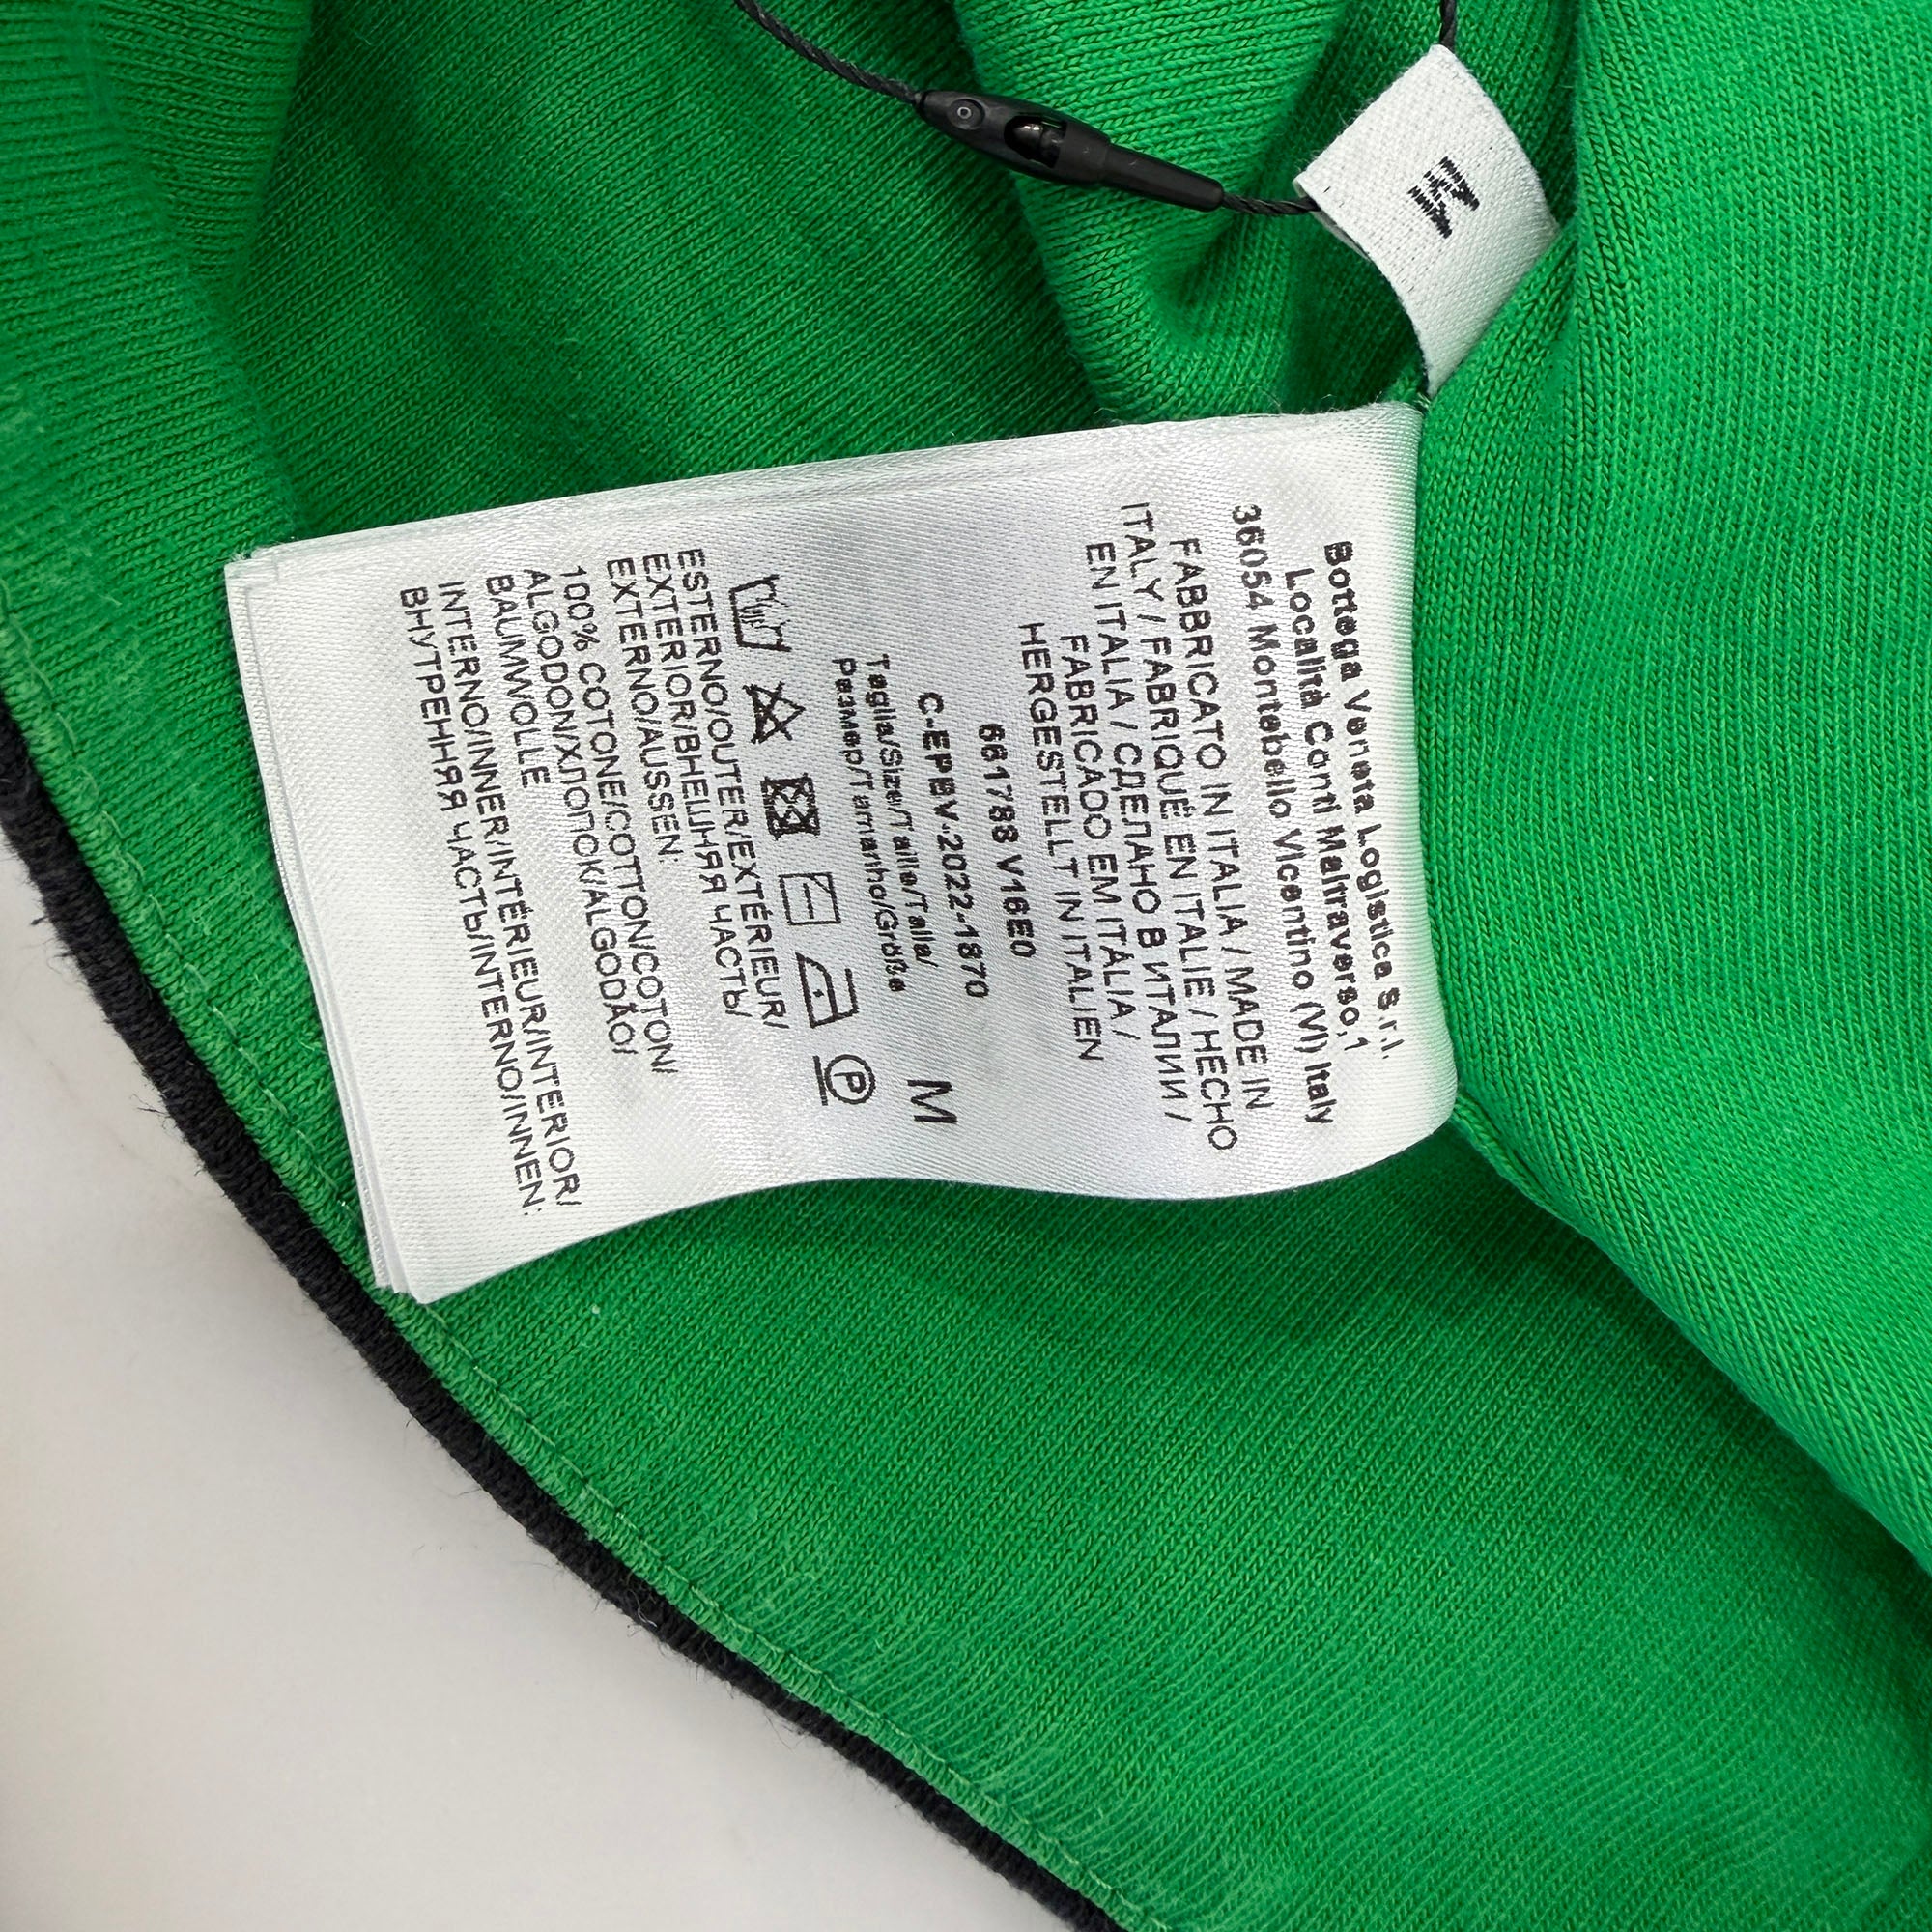 M
Bottega Veneta Logistica S.r.l.
Località Conti Maltraverso,1
36054 Montebello Vicentino (VI) Italy
FABBRICATO IN ITALIA / MADE IN
ITALY / FABRIQUÉ EN ITALIE / HECHO
EN ITALIA / СДЕЛАНО В ИТАЛИИ /
FABRICADO EM ITÁLIA /
HERGESTELLT IN ITALIEN
661788 V16E0
C-EPBV-2022-1870
Taglia/Size/Taille/Talla/
Размер/Tamanho/Größe
M
P
ESTERNO/OUTER/EXTÉRIEUR/
EXTERIOR/ВНЕШНЯЯ ЧАСТЬ/
EXTERNO/AUSSEN:
100% COTONE/COTTON/COTON/
ALGODON/ХЛОПОК/ALGODÃO/
BAUMWOLLE
INTERNO/INNER/INTÉRIEUR/INTERIOR/
ВНУТРЕННЯЯ ЧАСТЬ/INTERNO/INNEN: